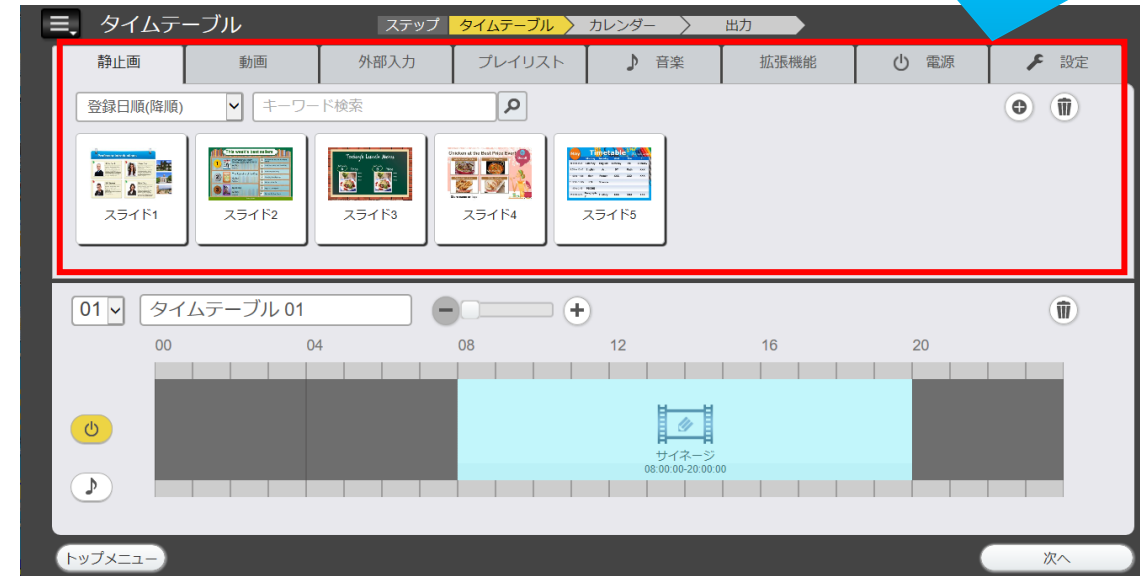 タイムテーブル
ステップ タイムテーブル カレンダー 出力
静止画 動画 外部入力 プレイリスト 音楽 拡張機能 電源 設定
登録日順(降順) キーワード検索
Today's Lunch Menu
Timetable
スライド1 スライド2 スライド3 スライド4 スライド5
01 タイムテーブル 01
00 04 08 12 16 20
サイネージ
08:00:00-20:00:00
トップメニュー 次へ